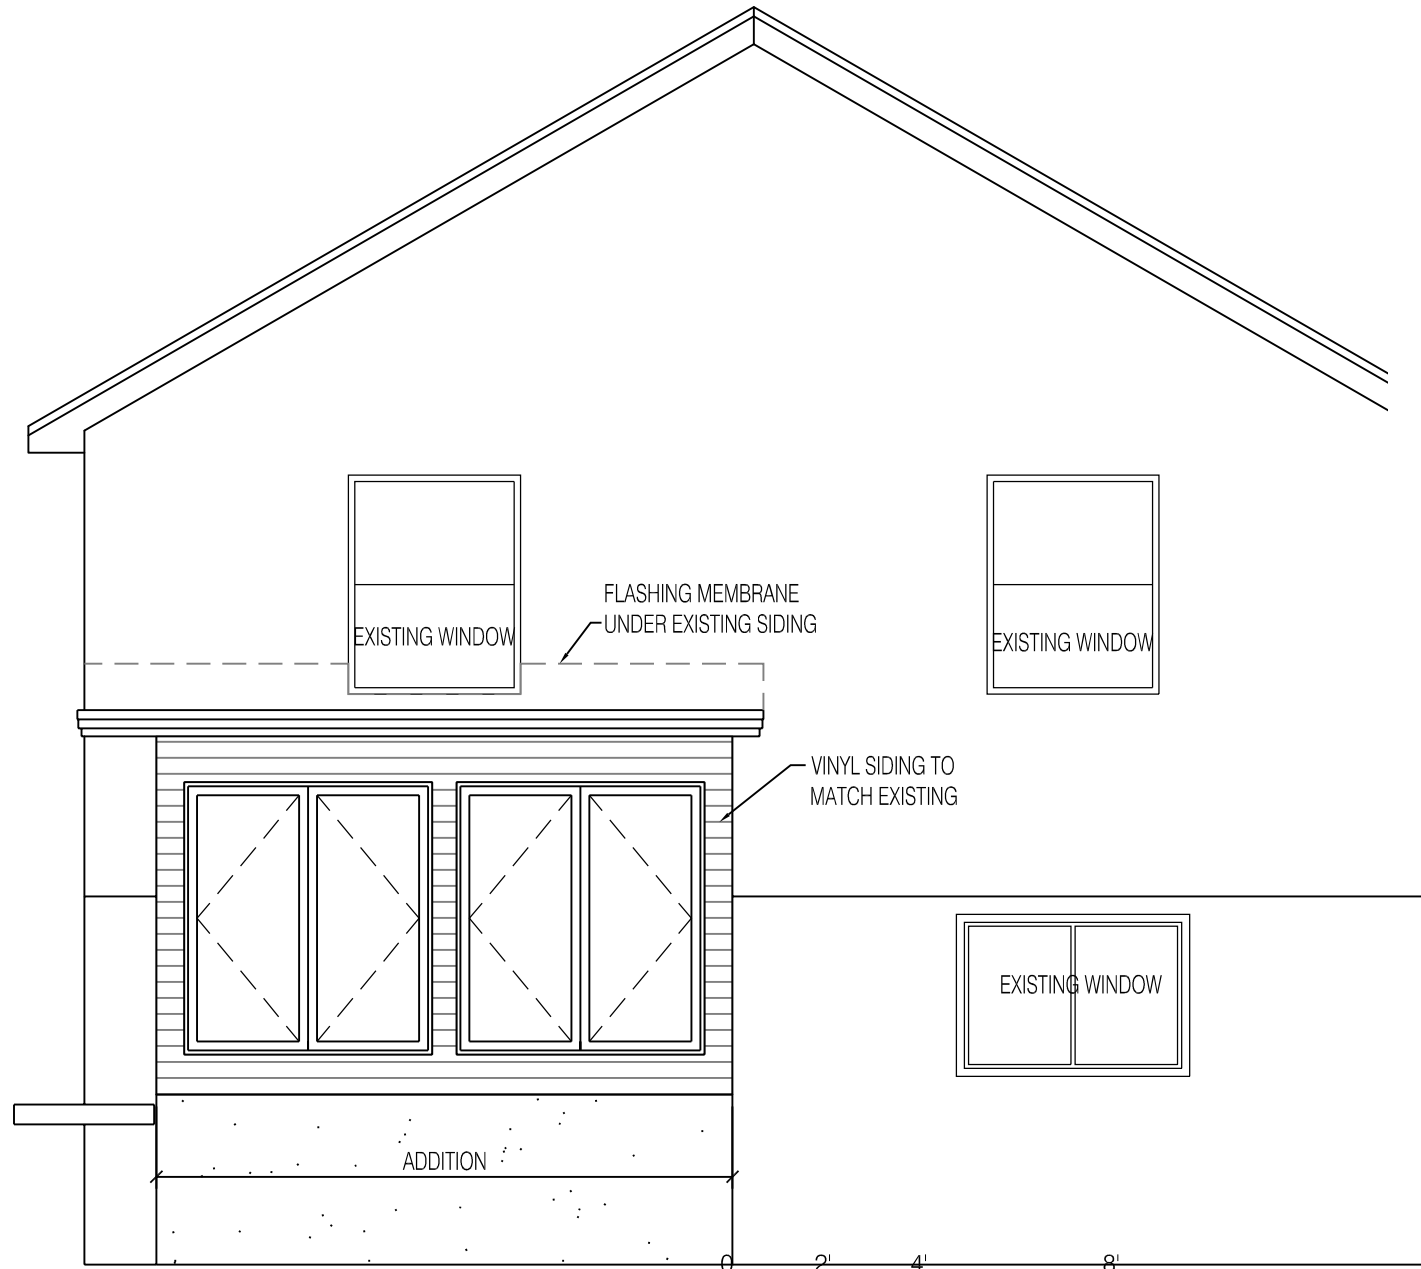 FLASHING MEMBRANE
UNDER EXISTING SIDING
EXISTING WINDOW
EXISTING WINDOW
VINYL SIDING TO
MATCH EXISTING
EXISTING WINDOW
ADDITION
0 2' 4' 8'